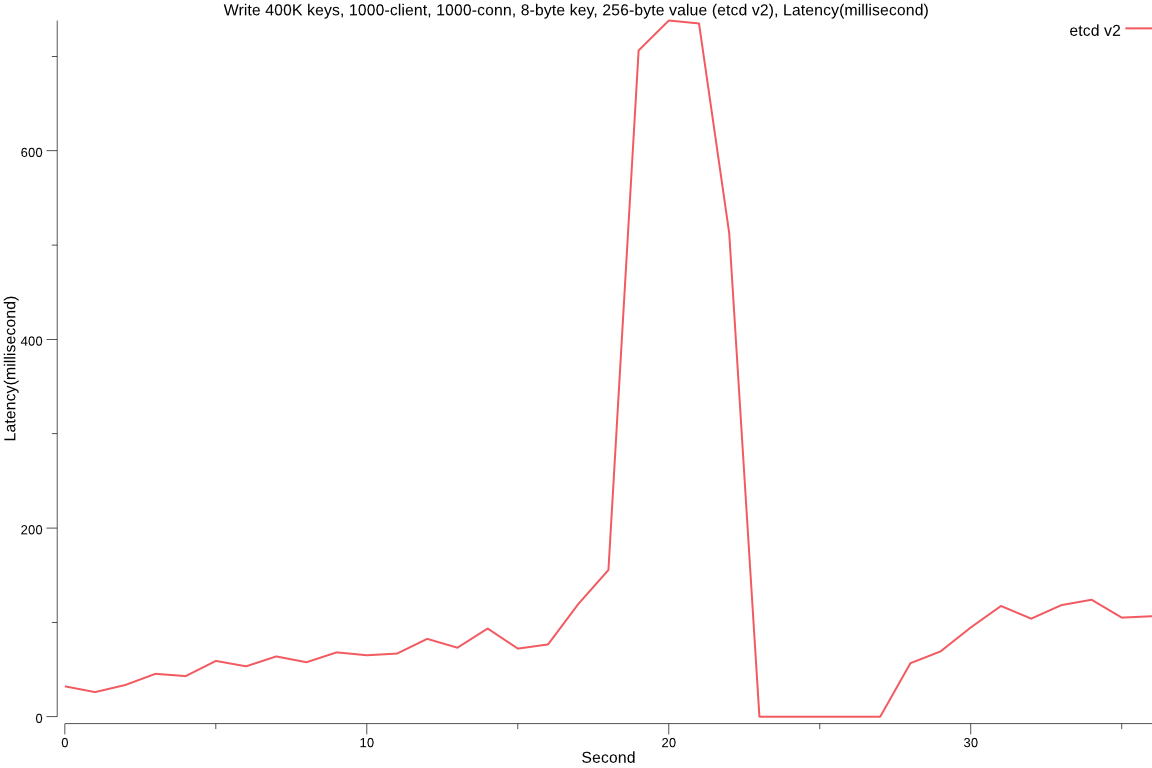 Write 400K keys, 1000-client, 1000-conn, 8-byte key, 256-byte value (etcd v2), Latency(millisecond)
etcd v2
Latency(millisecond)
600
400
200
0
0 10 20 30
Second